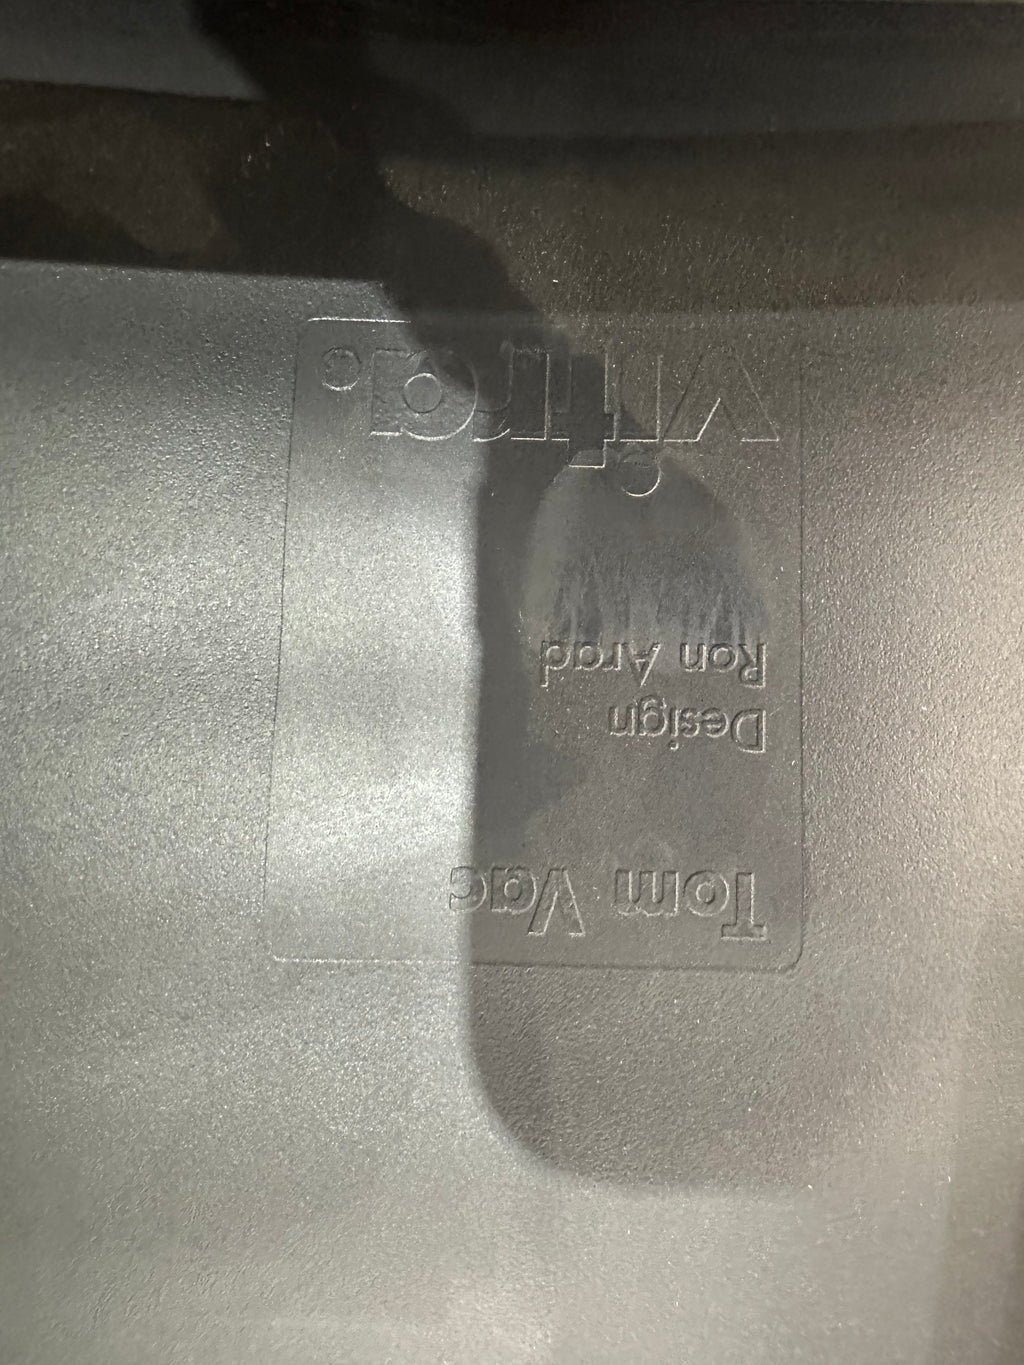 Tom Vac
Design
Ron Arad
vitra.